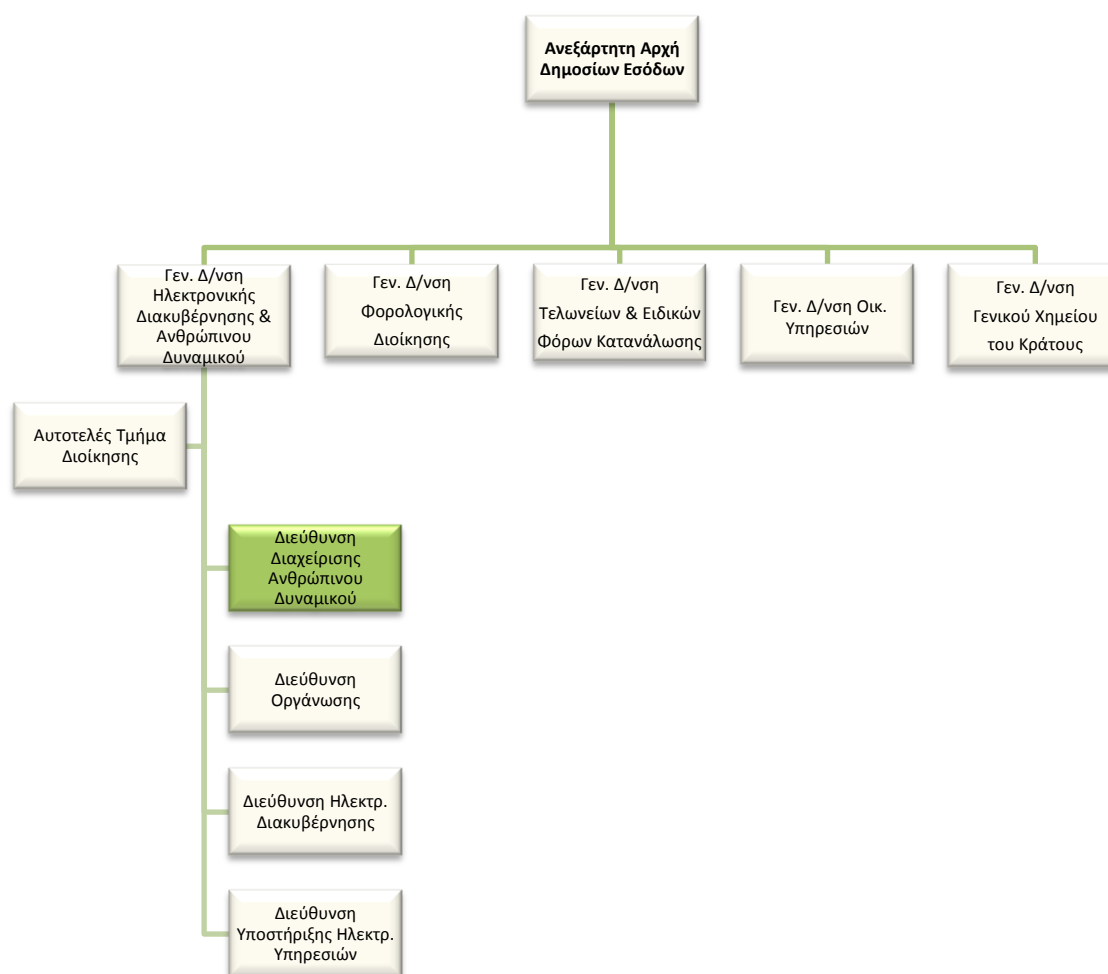 Ανεξάρτητη Αρχή
Δημοσίων Εσόδων
Γεν. Δ/νση
Ηλεκτρονικής
Διακυβέρνησης &
Ανθρώπινου
Δυναμικού
Γεν. Δ/νση
Φορολογικής
Διοίκησης
Γεν. Δ/νση
Τελωνείων & Ειδικών
Φόρων Κατανάλωσης
Γεν. Δ/νση Οικ.
Υπηρεσιών
Γεν. Δ/νση
Γενικού Χημείου
του Κράτους
Αυτοτελές Τμήμα
Διοίκησης
Διεύθυνση
Διαχείρισης
Ανθρώπινου
Δυναμικού
Διεύθυνση
Οργάνωσης
Διεύθυνση Ηλεκτρ.
Διακυβέρνησης
Διεύθυνση
Υποστήριξης Ηλεκτρ.
Υπηρεσιών